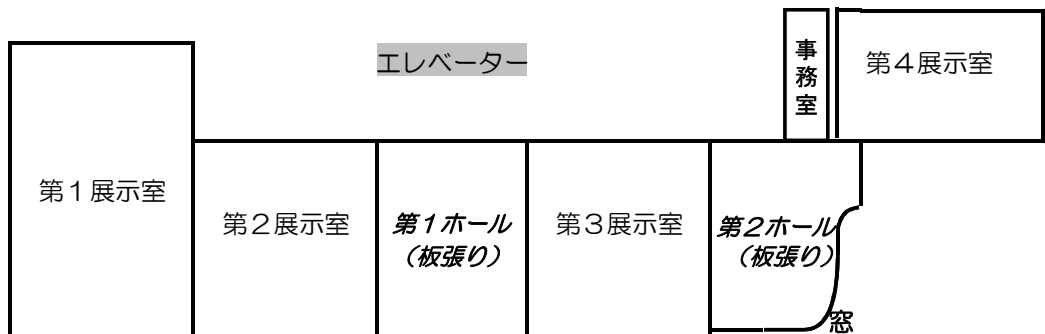 エレベーター
事務室
第４展示室
第１展示室
第２展示室
第１ホール
（板張り）
第３展示室
第２ホール
（板張り）
窓